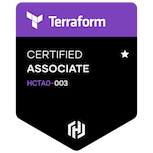 Terraform
CERTIFIED
ASSOCIATE
HCTA0-003